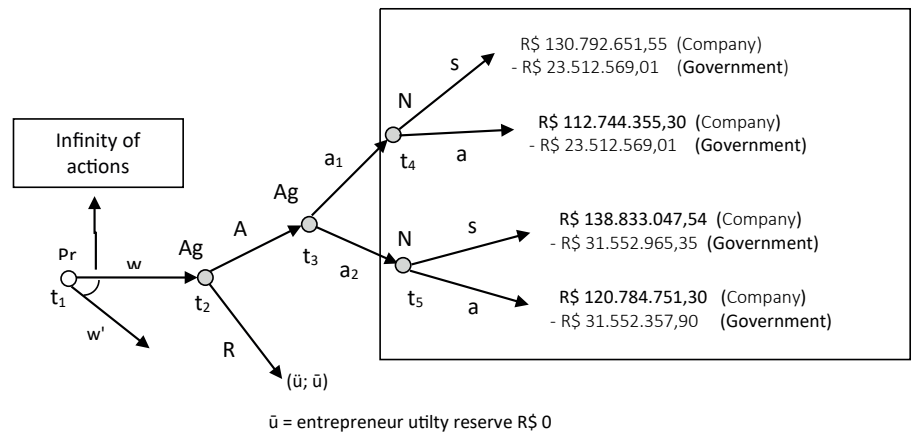 R$ 130.792.651,55 (Company)
- R$ 23.512.569,01 (Government)
s
N
R$ 112.744.355,30 (Company)
- R$ 23.512.569,01 (Government)
a
t4
Infinity of
actions
a1
Ag
t3
A
a2
N
s
R$ 138.833.047,54 (Company)
- R$ 31.552.965,35 (Government)
t5
a
R$ 120.784.751,30 (Company)
- R$ 31.552.357,90 (Government)
Pr
w
Ag
t1
t2
w'
R
(ü; ū)
ū = entrepreneur utilty reserve R$ 0